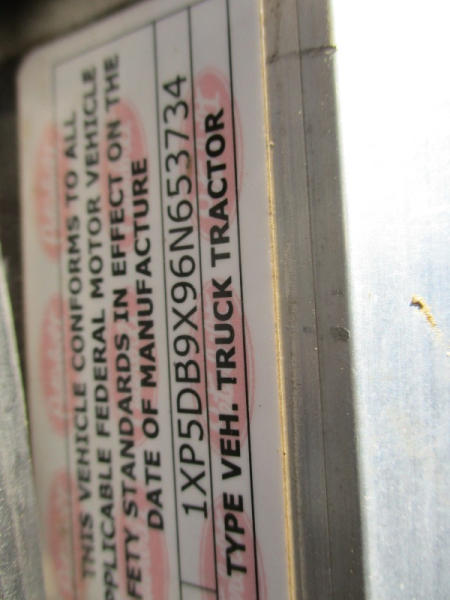 THIS VEHICLE CONFORMS TO ALL
APPLICABLE FEDERAL MOTOR VEHICLE
SAFETY STANDARDS IN EFFECT ON THE
DATE OF MANUFACTURE
1XP5DB9X96N653734
TYPE VEH. TRUCK TRACTOR